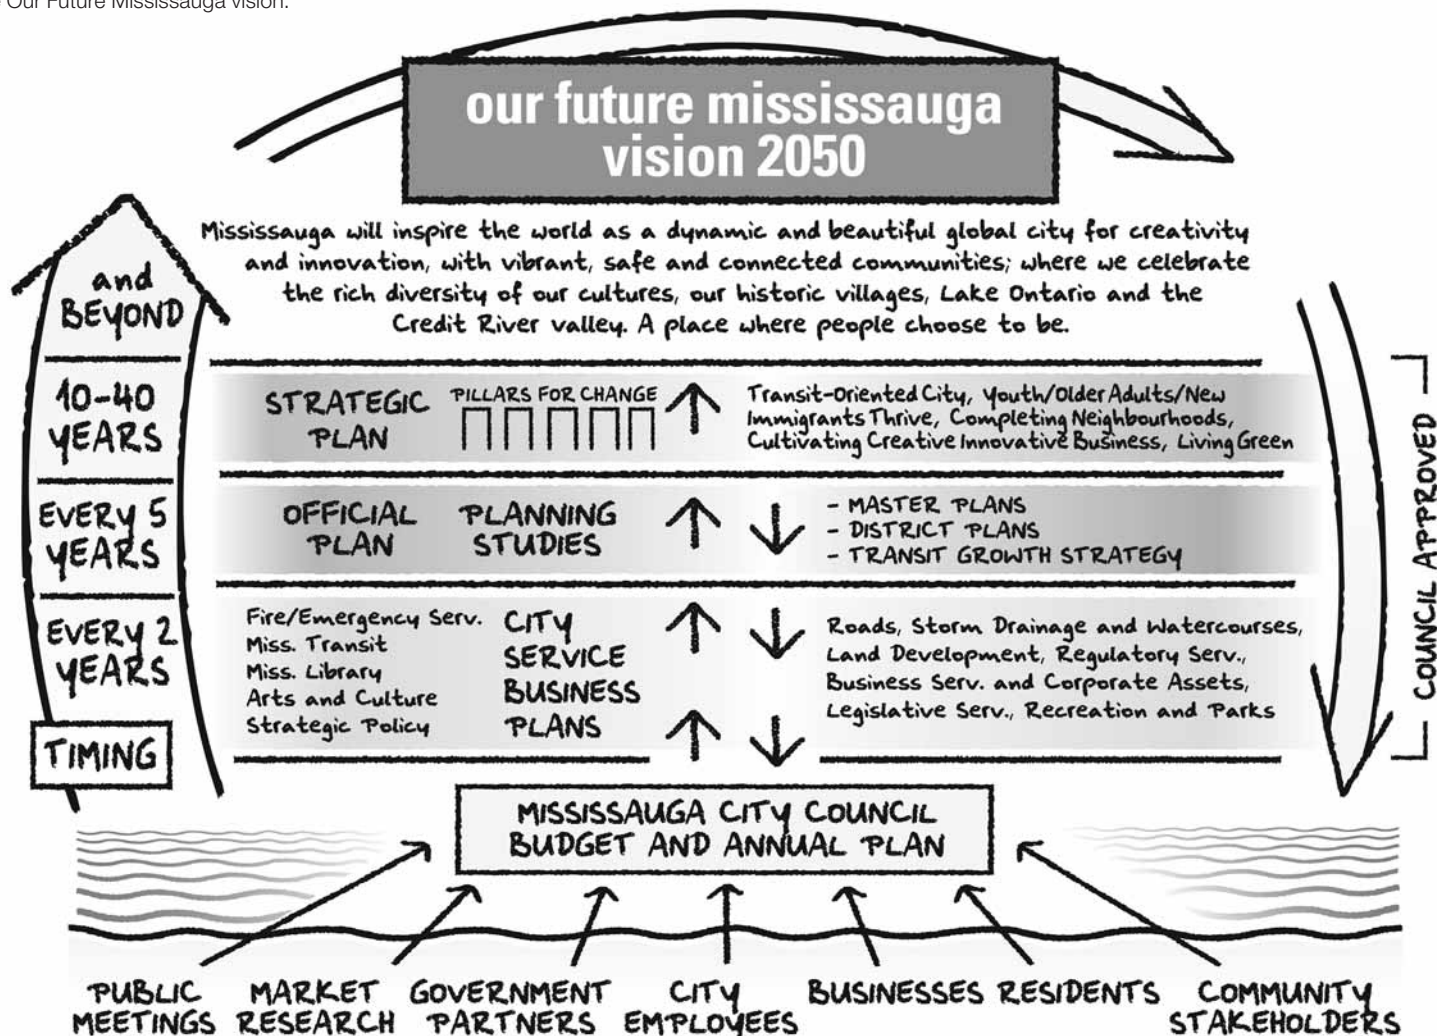 Our Future Mississauga vision.
our future mississauga
vision 2050
Mississauga will inspire the world as a dynamic and beautiful global city for creativity
and innovation, with vibrant, safe and connected communities; where we celebrate
the rich diversity of our cultures, our historic villages, Lake Ontario and the
Credit River valley. A place where people choose to be.
and
BEYOND
10-40
YEARS
STRATEGIC
PLAN
PILLARS FOR CHANGE
Transit-Oriented City, Youth/Older Adults/New
Immigrants Thrive, Completing Neighbourhoods,
Cultivating Creative Innovative Business, Living Green
EVERY 5
YEARS
OFFICIAL
PLAN
PLANNING
STUDIES
- MASTER PLANS
- DISTRICT PLANS
- TRANSIT GROWTH STRATEGY
EVERY 2
YEARS
Fire/Emergency Serv.
Miss. Transit
Miss. Library
Arts and Culture
Strategic Policy
CITY
SERVICE
BUSINESS
PLANS
Roads, Storm Drainage and Watercourses,
Land Development, Regulatory Serv.,
Business Serv. and Corporate Assets,
Legislative Serv., Recreation and Parks
TIMING
COUNCIL APPROVED
MISSISSAUGA CITY COUNCIL
BUDGET AND ANNUAL PLAN
PUBLIC
MEETINGS
MARKET
RESEARCH
GOVERNMENT
PARTNERS
CITY
EMPLOYEES
BUSINESSES
RESIDENTS
COMMUNITY
STAKEHOLDERS